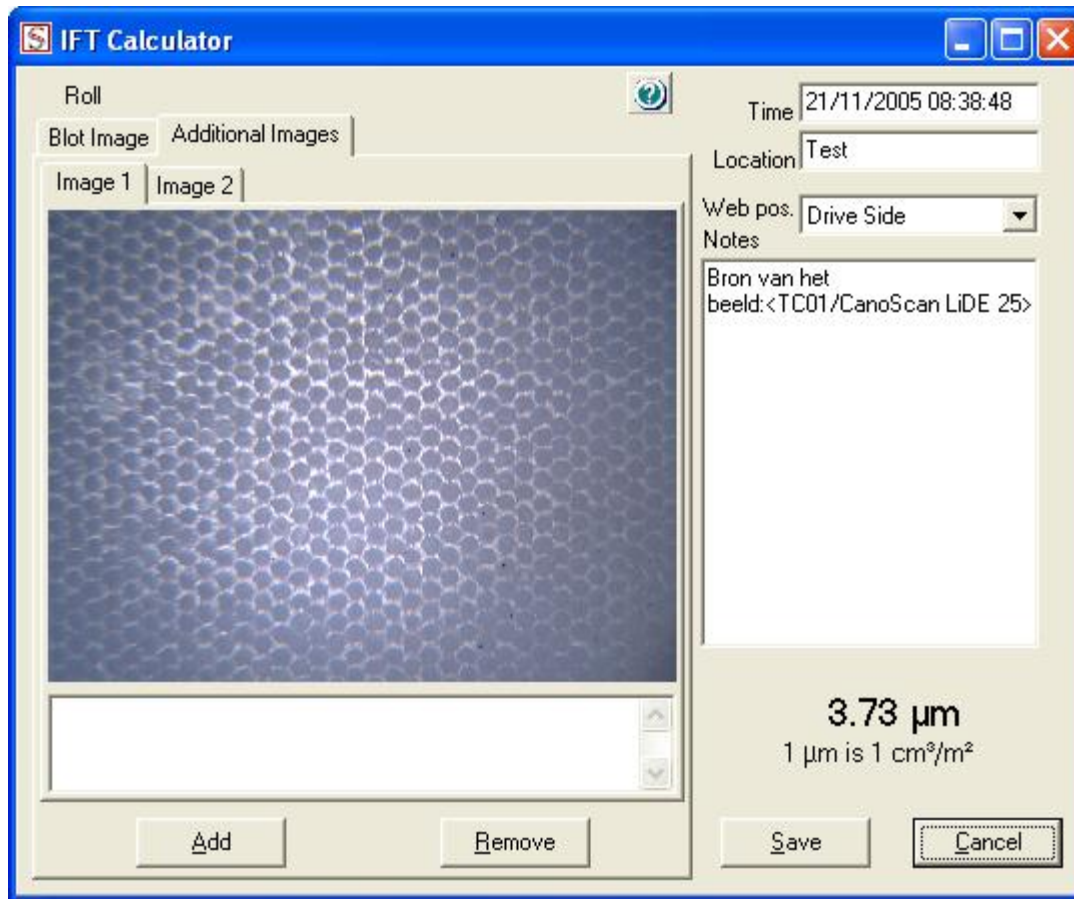 IFT Calculator
Roll
Time 21/11/2005 08:38:48
Blot Image Additional Images
Location Test
Image 1 Image 2
Web pos. Drive Side
Notes
Bron van het
beeld:<TC01/CanoScan LiDE 25>
3.73 µm
1 µm is 1 cm³/m²
Add Remove Save Cancel